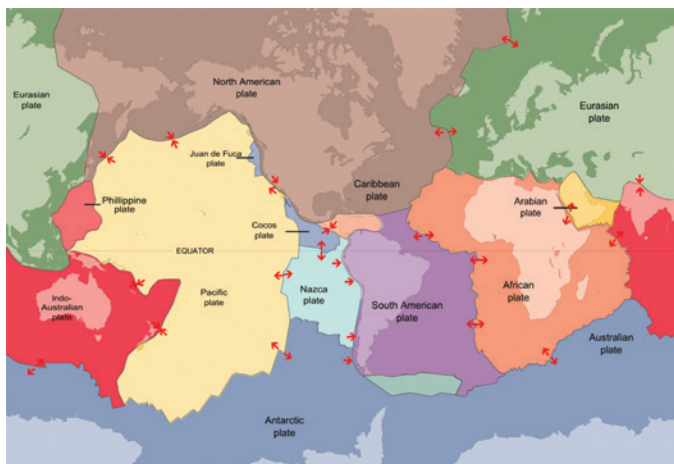 North American
plate
Eurasian
plate
Eurasian
plate
Juan de Fuca
plate
Caribbean
plate
Phillippine
plate
Arabian
plate
Cocos
plate
EQUATOR
Indo-
Australian
plate
Pacific
plate
Nazca
plate
South American
plate
African
plate
Australian
plate
Antarctic
plate